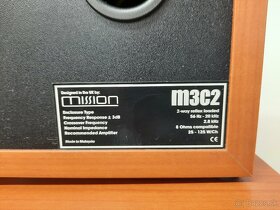 Designed in the UK by:
mission
m3c2
Enclosure Type
2-way reflex loaded
Frequency Response ± 3dB
56 Hz - 20 kHz
Crossover Frequency
2.8 kHz
Nominal Impedance
8 Ohms compatible
Recommended Amplifier
25 - 125 W/Ch
Made in Malaysia